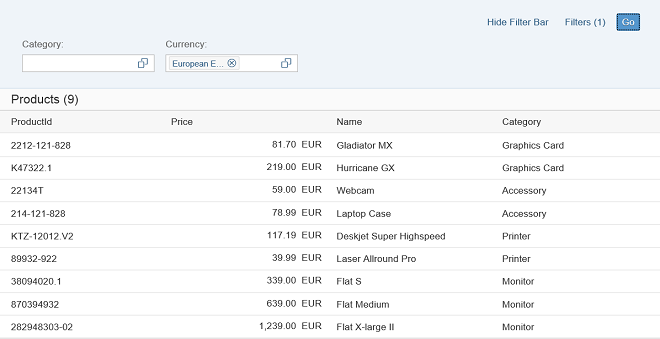 Hide Filter Bar Filters (1) Go
Category: Currency:
European E...
Products (9)
ProductId Price Name Category
2212-121-828 81.70 EUR Gladiator MX Graphics Card
K47322.1 219.00 EUR Hurricane GX Graphics Card
22134T 59.00 EUR Webcam Accessory
214-121-828 78.99 EUR Laptop Case Accessory
KTZ-12012.V2 117.19 EUR Deskjet Super Highspeed Printer
89932-922 39.99 EUR Laser Allround Pro Printer
38094020.1 339.00 EUR Flat S Monitor
870394932 639.00 EUR Flat Medium Monitor
282948303-02 1,239.00 EUR Flat X-large II Monitor